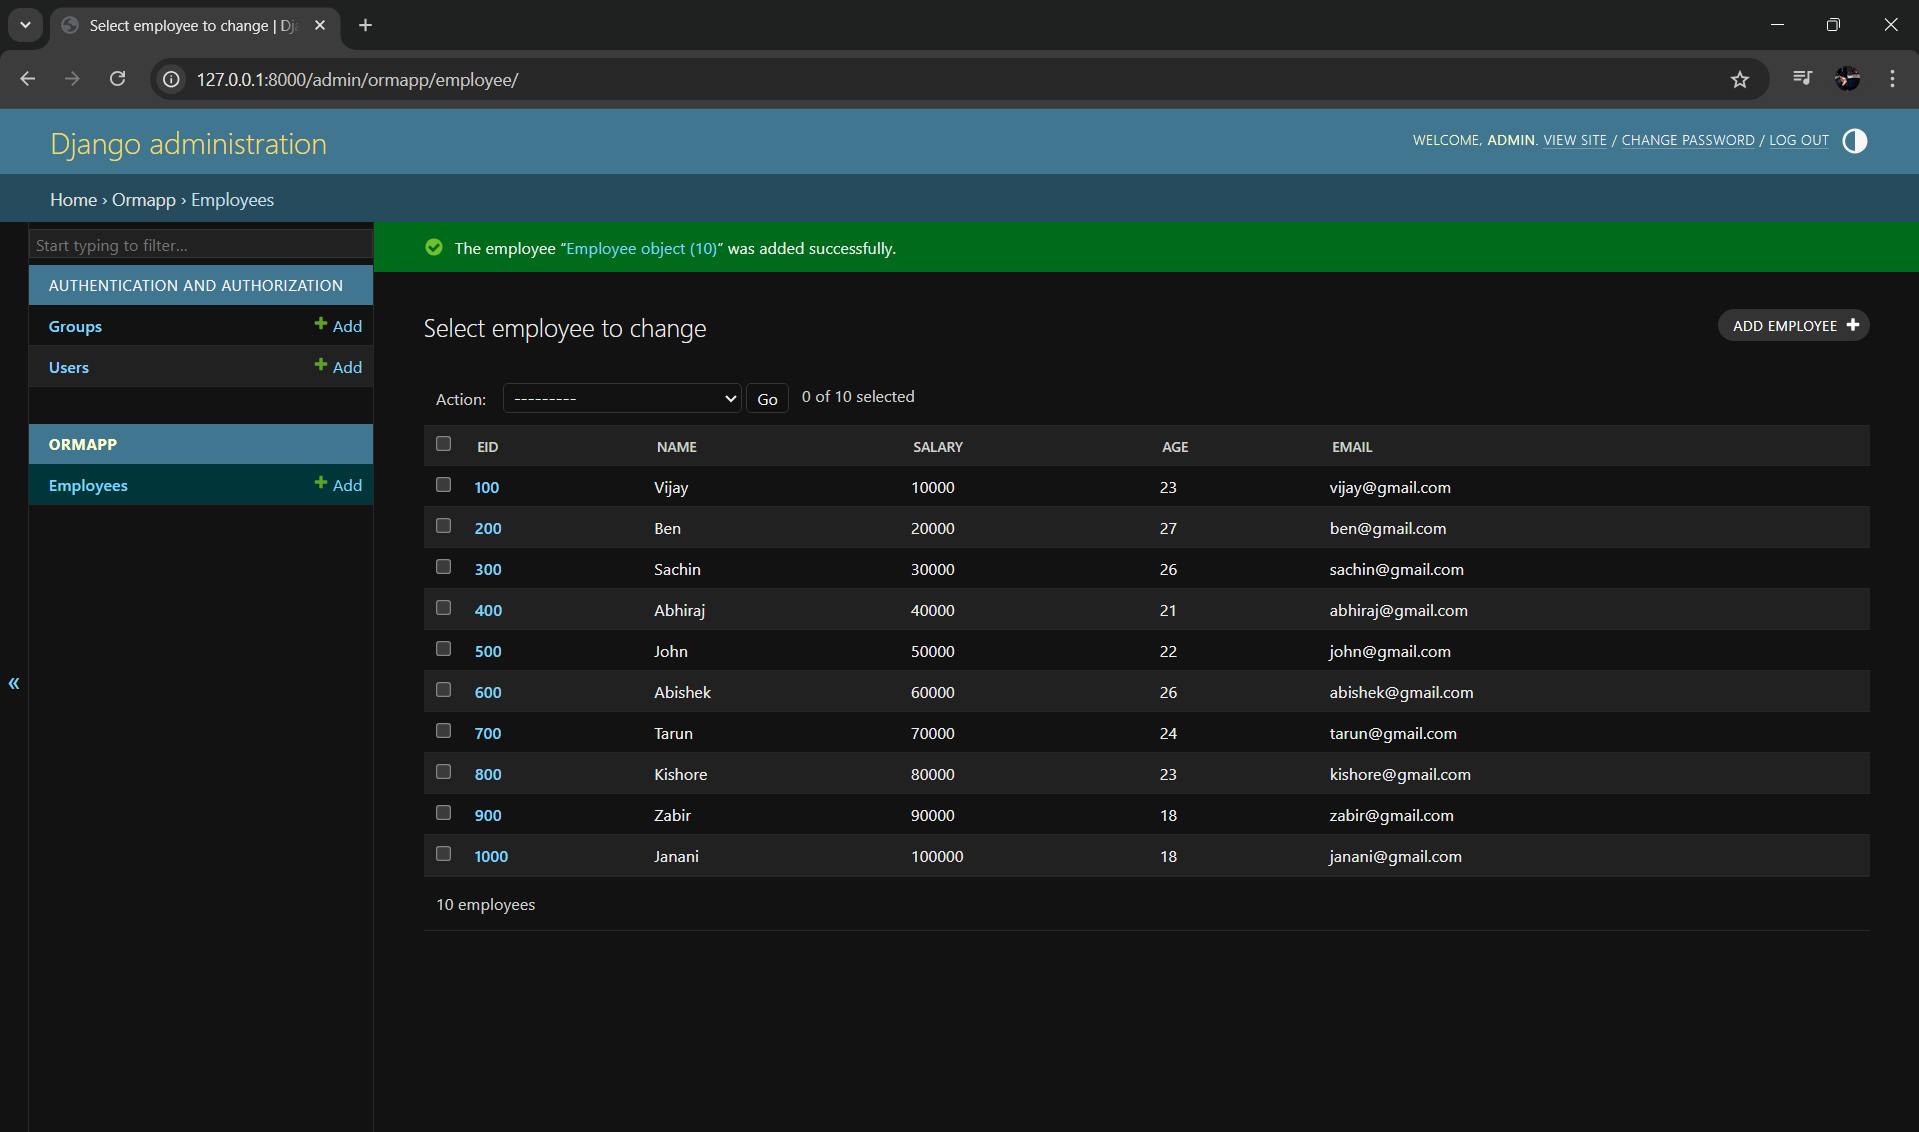 Select employee to change | Dj
127.0.0.1:8000/admin/ormapp/employee/
Django administration
WELCOME, ADMIN. VIEW SITE / CHANGE PASSWORD / LOG OUT
Home › Ormapp › Employees
Start typing to filter...
AUTHENTICATION AND AUTHORIZATION
Groups + Add
Users + Add
ORMAPP
Employees + Add
«
The employee “Employee object (10)” was added successfully.
Select employee to change
ADD EMPLOYEE +
Action: --------- Go 0 of 10 selected
EID NAME SALARY AGE EMAIL
100 Vijay 10000 23 vijay@gmail.com
200 Ben 20000 27 ben@gmail.com
300 Sachin 30000 26 sachin@gmail.com
400 Abhiraj 40000 21 abhiraj@gmail.com
500 John 50000 22 john@gmail.com
600 Abishek 60000 26 abishek@gmail.com
700 Tarun 70000 24 tarun@gmail.com
800 Kishore 80000 23 kishore@gmail.com
900 Zabir 90000 18 zabir@gmail.com
1000 Janani 100000 18 janani@gmail.com
10 employees